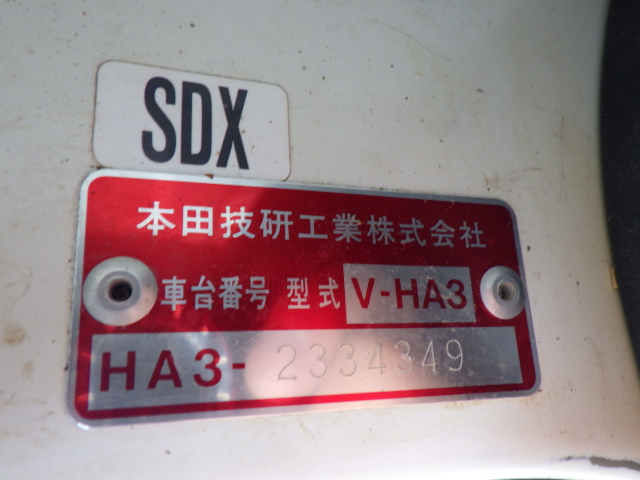 SDX
本田技研工業株式会社
車台番号 型式 V-HA3
HA3- 2334349